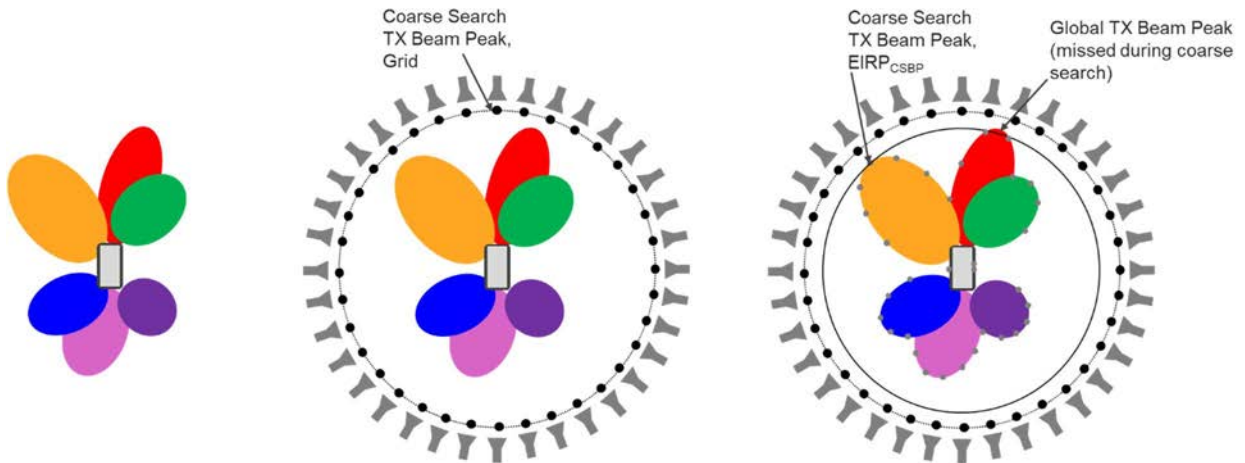 Coarse Search
TX Beam Peak,
Grid
Coarse Search
TX Beam Peak,
EIRP_CSBP
Global TX Beam Peak
(missed during coarse
search)